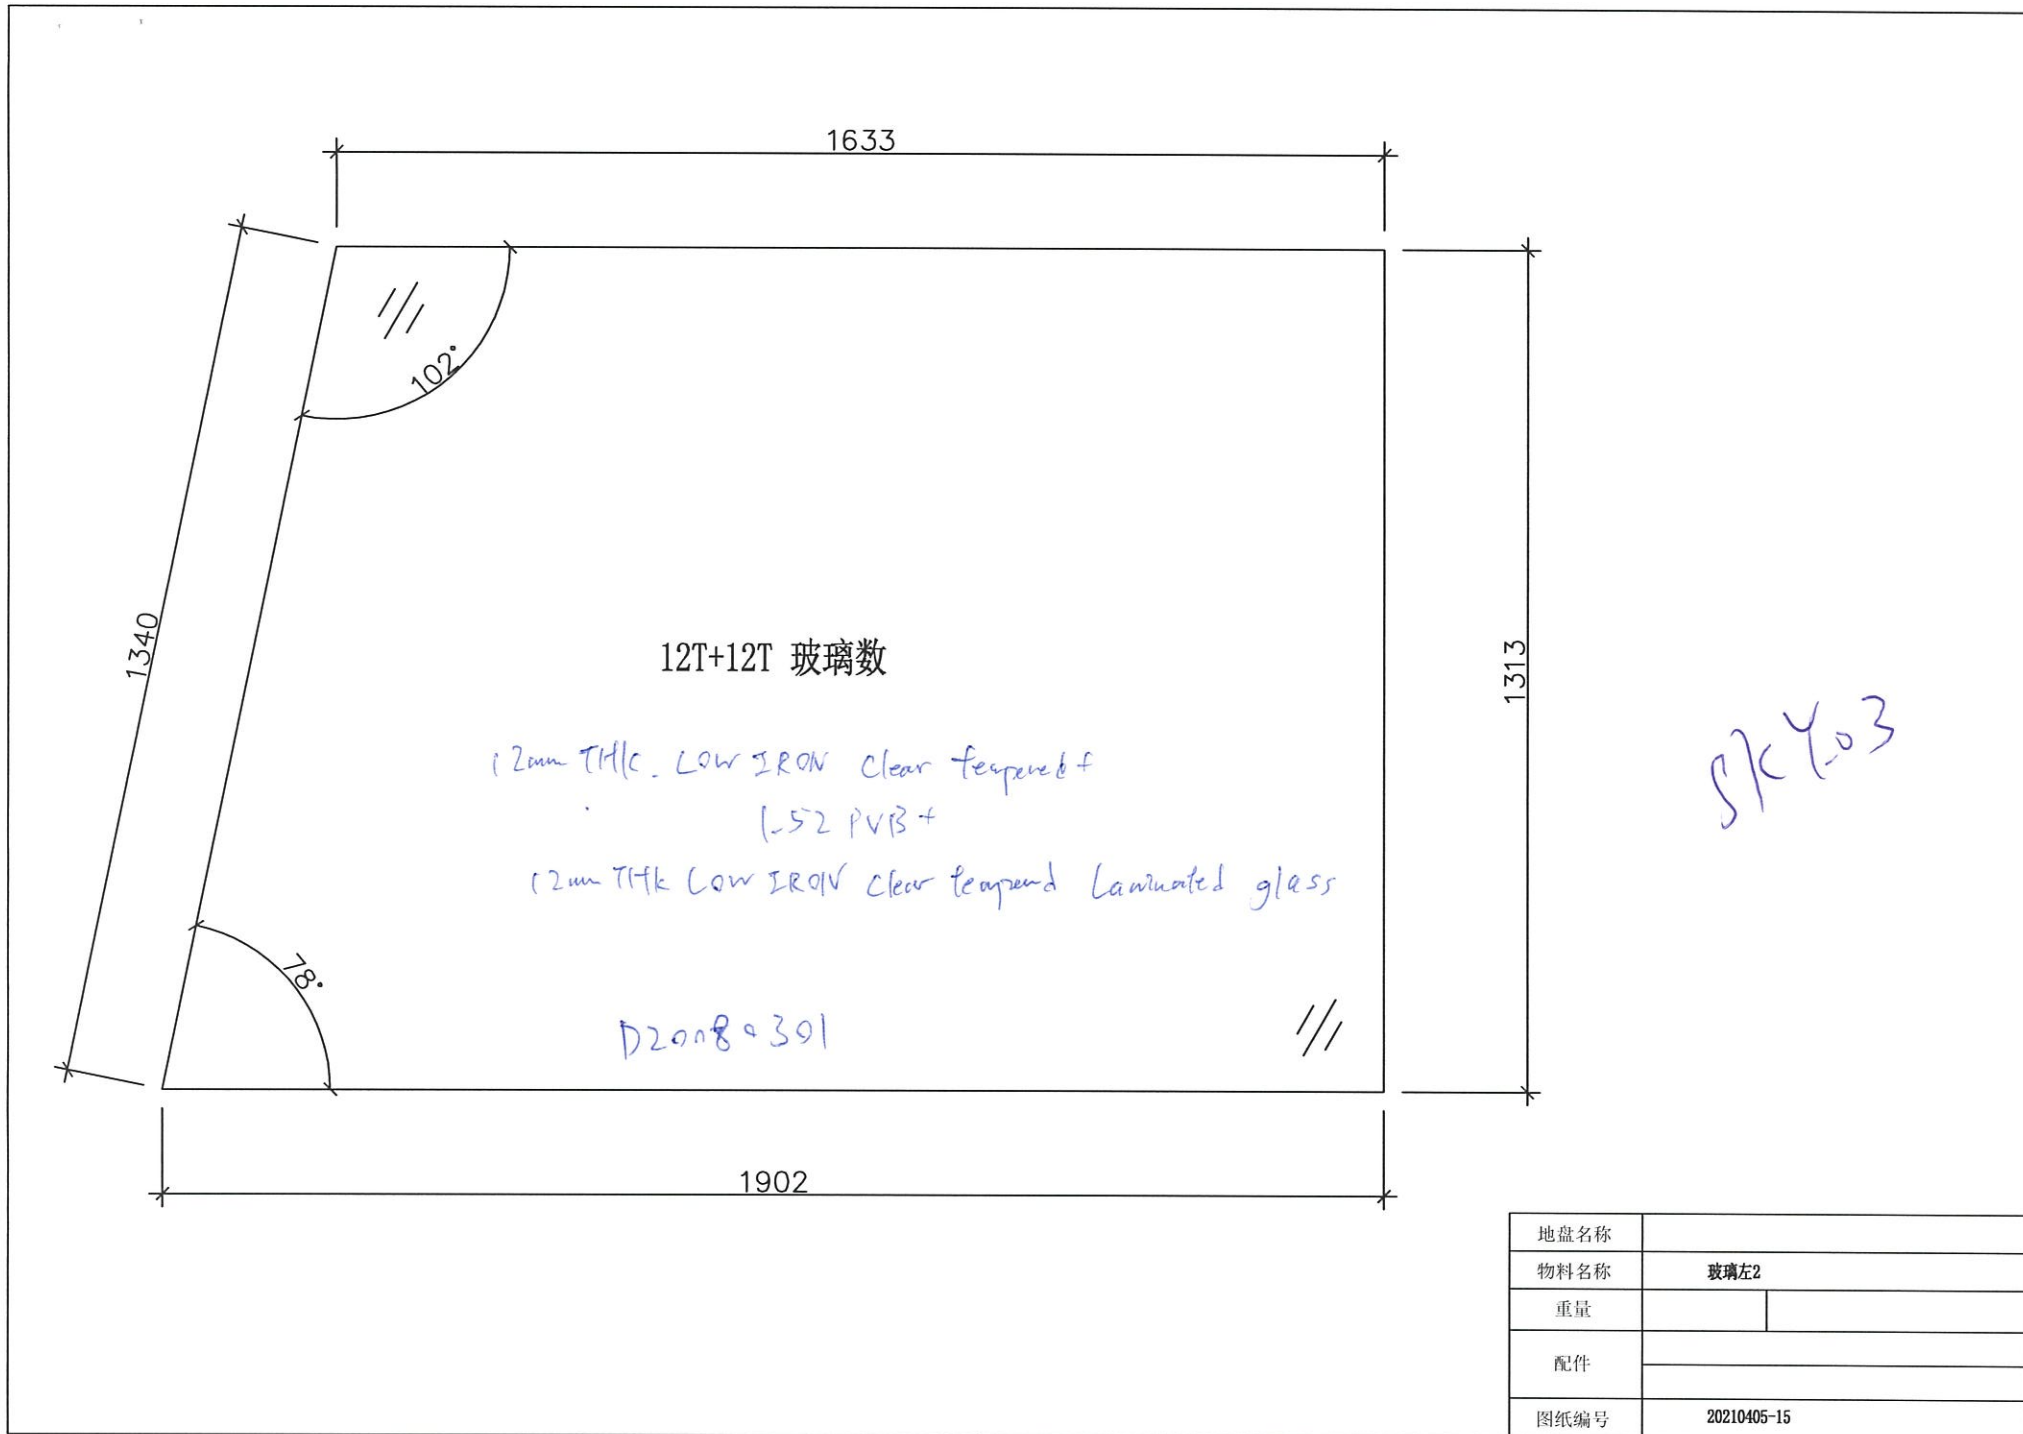 1633
102°
1340
12T+12T 玻璃数
1313
12mm THK. LOW IRON Clear tempered +
1.52 PVB +
12mm THK LOW IRON Clear tempered Laminated glass
SKY.03
78°
1902
地盘名称
物料名称 玻璃左2
重量
配件
图纸编号 20210405-15